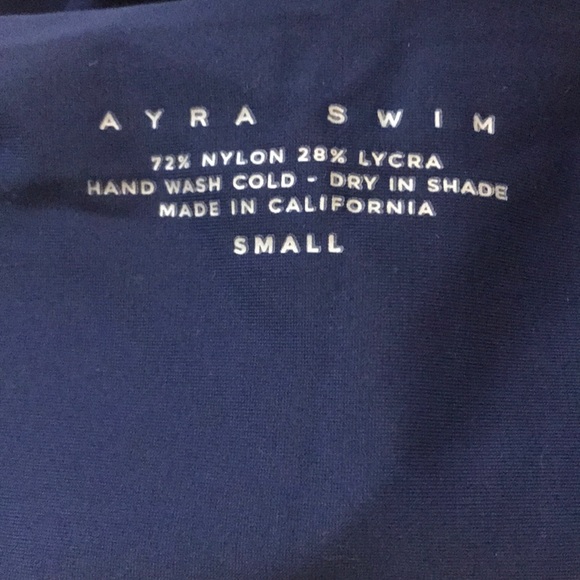 AYRA SWIM
72% NYLON 28% LYCRA
HAND WASH COLD - DRY IN SHADE
MADE IN CALIFORNIA
SMALL